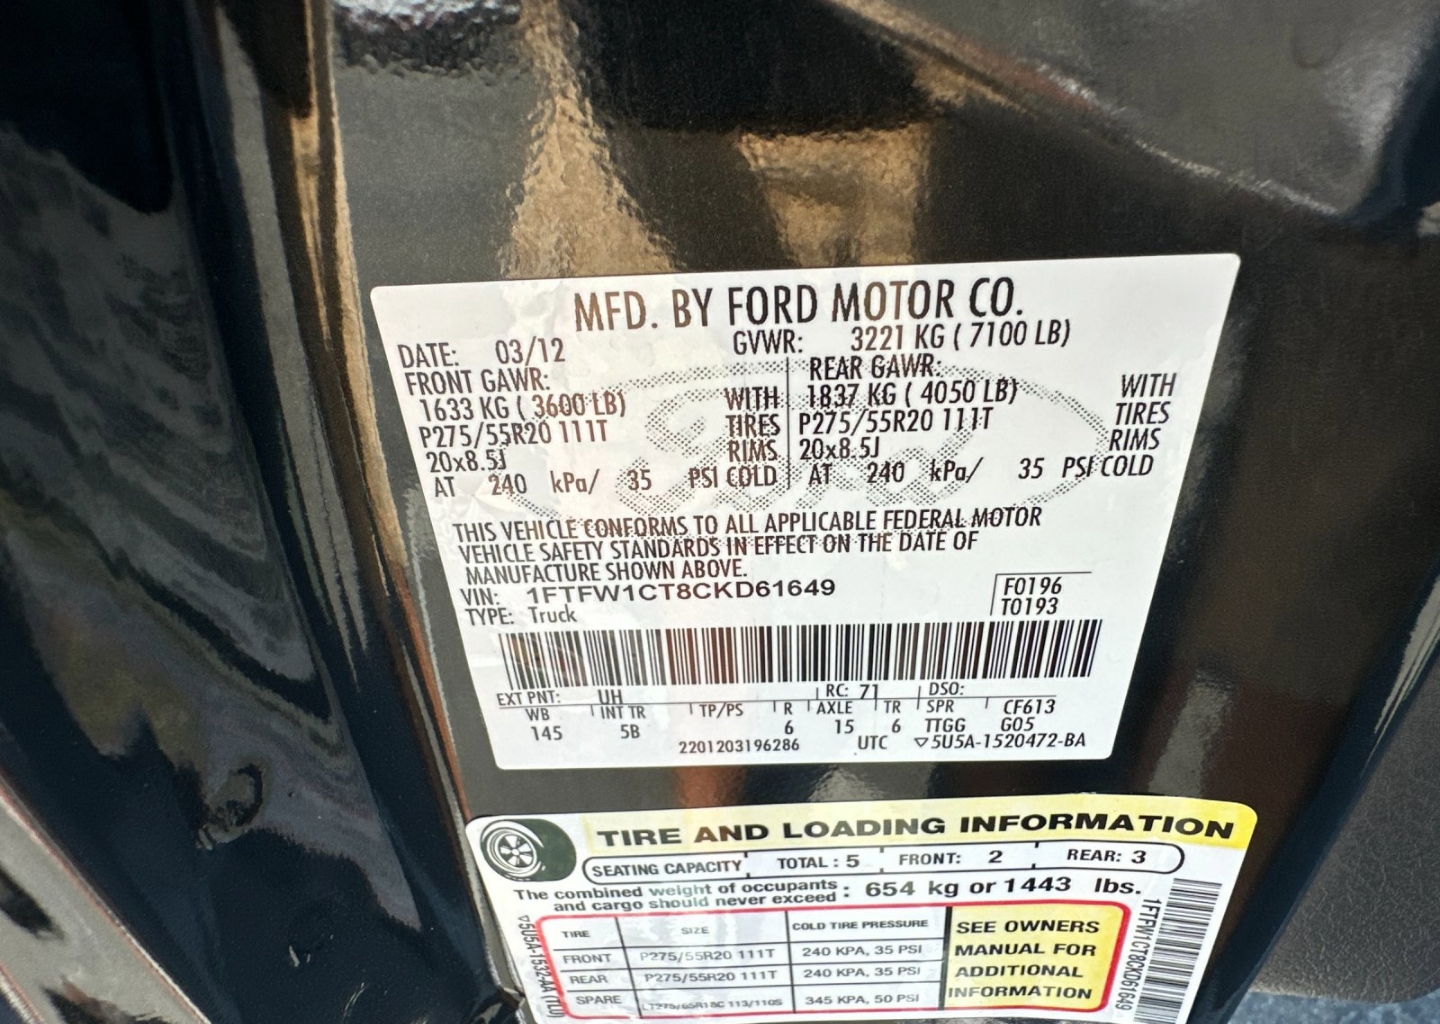 MFD. BY FORD MOTOR CO.
DATE: 03/12 GVWR: 3221 KG ( 7100 LB)
FRONT GAWR: REAR GAWR:
1633 KG ( 3600 LB) WITH 1837 KG ( 4050 LB) WITH
P275/55R20 111T TIRES P275/55R20 111T TIRES
20x8.5J RIMS 20x8.5J RIMS
AT 240 kPa/ 35 PSI COLD AT 240 kPa/ 35 PSI COLD
Ford
THIS VEHICLE CONFORMS TO ALL APPLICABLE FEDERAL MOTOR
VEHICLE SAFETY STANDARDS IN EFFECT ON THE DATE OF
MANUFACTURE SHOWN ABOVE.
VIN: 1FTFW1CT8CKD61649 F0196
TYPE: Truck T0193
EXT PNT: UH RC: 71 DSO:
WB INT TR TP/PS R AXLE TR SPR CF613
145 5B 6 15 6 TTGG G05
2201203196286 UTC ▽5U5A-1520472-BA
TIRE AND LOADING INFORMATION
SEATING CAPACITY TOTAL : 5 FRONT: 2 REAR: 3
The combined weight of occupants
and cargo should never exceed : 654 kg or 1443 lbs.
TIRE SIZE COLD TIRE PRESSURE
FRONT P275/55R20 111T 240 KPA, 35 PSI
REAR P275/55R20 111T 240 KPA, 35 PSI
SPARE LT275/65R18C 113/110S 345 KPA, 50 PSI
SEE OWNERS
MANUAL FOR
ADDITIONAL
INFORMATION
1FTFW1CT8CKD61649